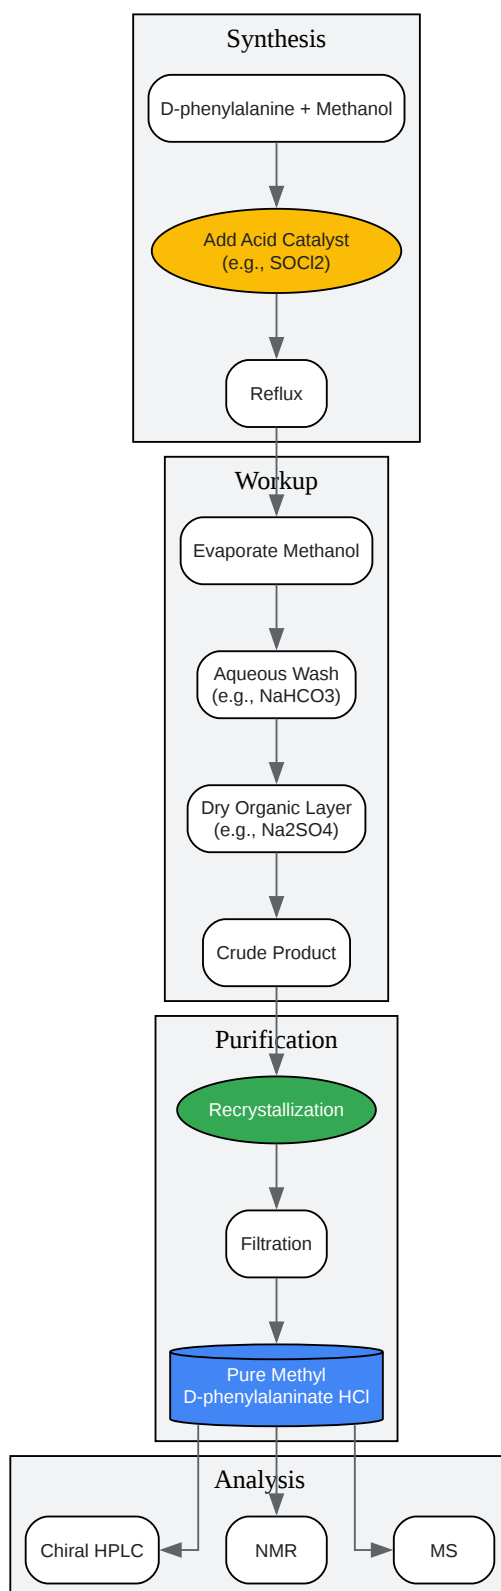 Synthesis
D-phenylalanine + Methanol
Add Acid Catalyst
(e.g., SOCl2)
Reflux
Workup
Evaporate Methanol
Aqueous Wash
(e.g., NaHCO3)
Dry Organic Layer
(e.g., Na2SO4)
Crude Product
Purification
Recrystallization
Filtration
Pure Methyl
D-phenylalaninate HCl
Analysis
Chiral HPLC
NMR
MS